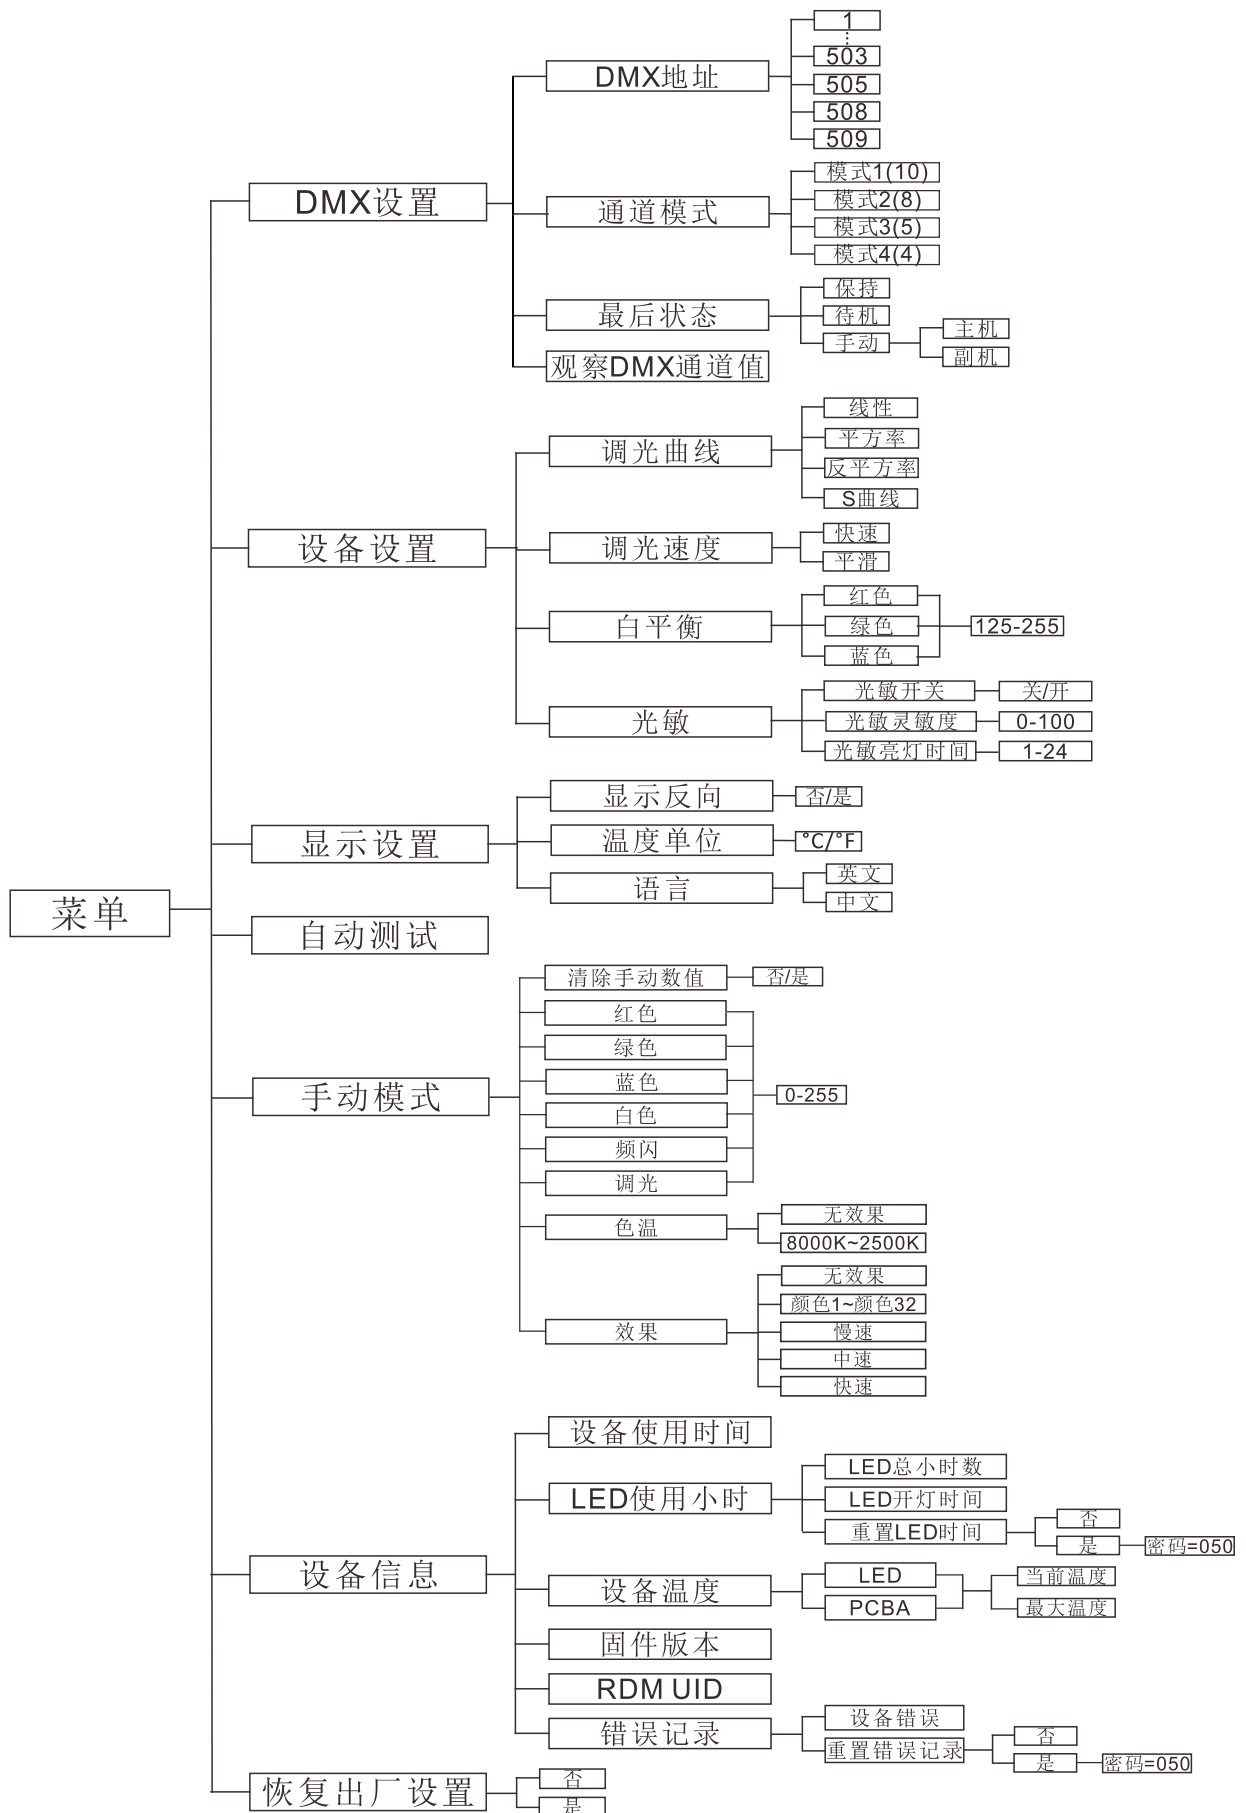 菜单
DMX设置
DMX地址
1
503
505
508
509
通道模式
模式1(10)
模式2(8)
模式3(5)
模式4(4)
最后状态
保持
待机
手动
主机
副机
观察DMX通道值
设备设置
调光曲线
线性
平方率
反平方率
S曲线
调光速度
快速
平滑
白平衡
红色
绿色
蓝色
125-255
光敏
光敏开关
关/开
光敏灵敏度
0-100
光敏亮灯时间
1-24
显示设置
显示反向
否/是
温度单位
°C/°F
语言
英文
中文
自动测试
手动模式
清除手动数值
否/是
红色
绿色
蓝色
白色
频闪
调光
0-255
色温
无效果
8000K~2500K
效果
无效果
颜色1~颜色32
慢速
中速
快速
设备信息
设备使用时间
LED使用小时
LED总小时数
LED开灯时间
重置LED时间
否
是
密码=050
设备温度
LED
PCBA
当前温度
最大温度
固件版本
RDM UID
错误记录
设备错误
重置错误记录
否
是
密码=050
恢复出厂设置
否
是